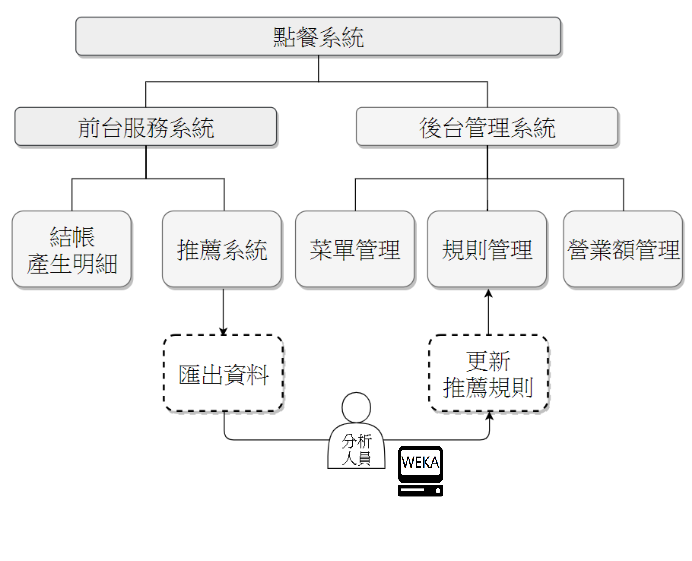 點餐系統
前台服務系統
後台管理系統
結帳
產生明細
推薦系統
菜單管理
規則管理
營業額管理
匯出資料
更新
推薦規則
分析
人員
WEKA